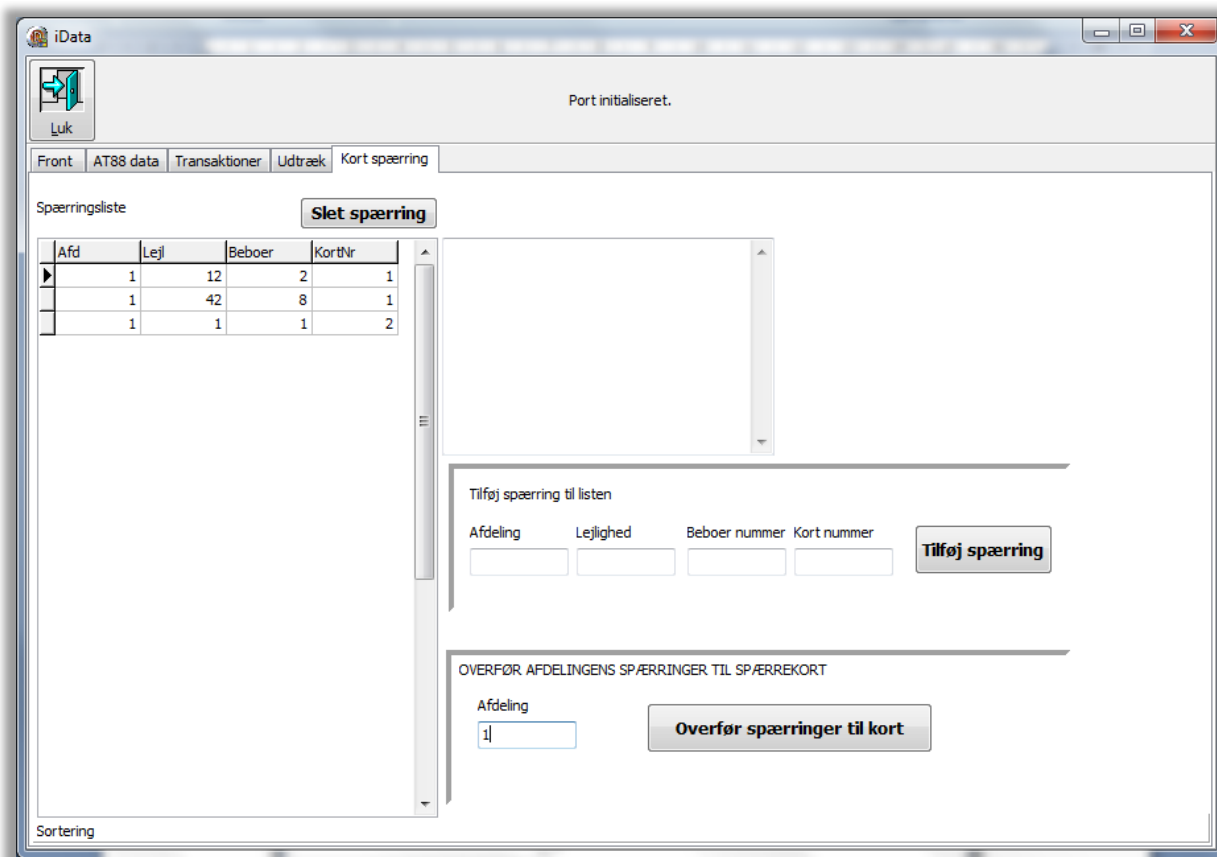 iData
Port initialiseret.
Luk
Front AT88 data Transaktioner Udtræk Kort spærring
Spærringsliste
Slet spærring
Afd Lejl Beboer KortNr
1 12 2 1
1 42 8 1
1 1 1 2
Tilføj spærring til listen
Afdeling Lejlighed Beboer nummer Kort nummer
Tilføj spærring
OVERFØR AFDELINGENS SPÆRRINGER TIL SPÆRREKORT
Afdeling
1
Overfør spærringer til kort
Sortering